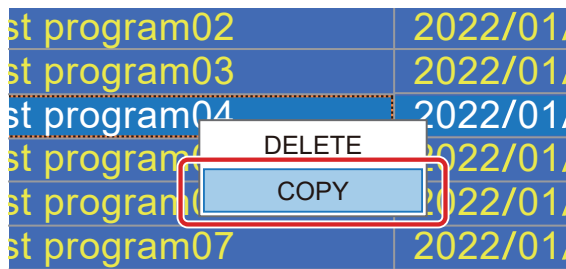 st program02 2022/01/
st program03 2022/01/
st program04 2022/01/
DELETE
st program 2022/01/
COPY
st program 2022/01/
st program07 2022/01/